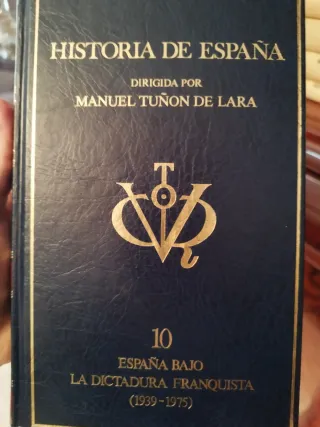 HISTORIA DE ESPAÑA
DIRIGIDA POR
MANUEL TUÑON DE LARA
10
ESPAÑA BAJO
LA DICTADURA FRANQUISTA
(1939-1975)